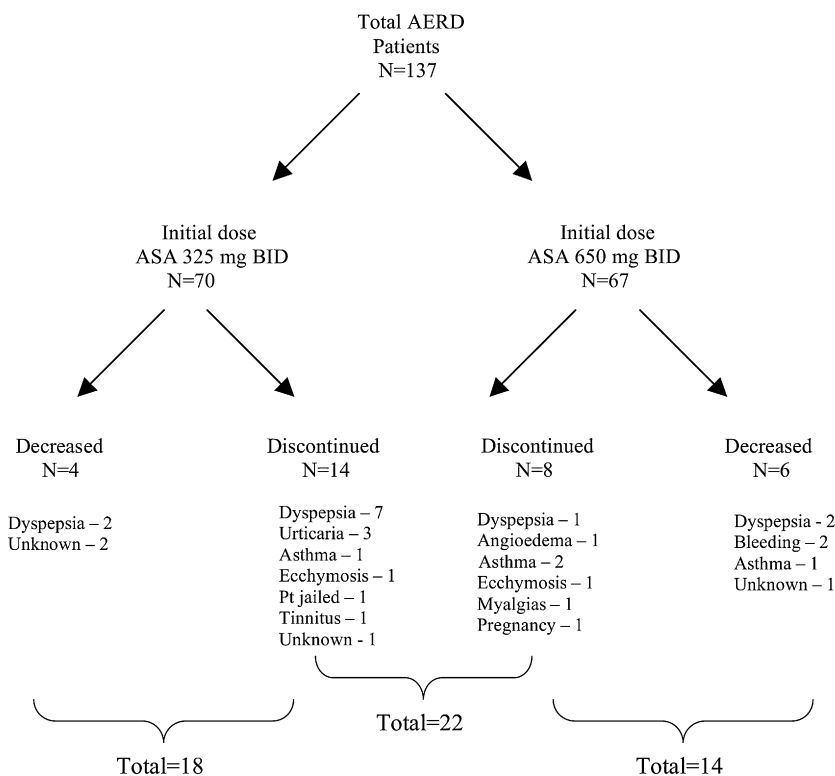 Total AERD
Patients
N=137
Initial dose
ASA 325 mg BID
N=70
Initial dose
ASA 650 mg BID
N=67
Decreased
N=4
Dyspepsia – 2
Unknown – 2
Discontinued
N=14
Dyspepsia – 7
Urticaria – 3
Asthma – 1
Ecchymosis – 1
Pt jailed – 1
Tinnitus – 1
Unknown - 1
Discontinued
N=8
Dyspepsia – 1
Angioedema – 1
Asthma – 2
Ecchymosis – 1
Myalgias – 1
Pregnancy – 1
Decreased
N=6
Dyspepsia - 2
Bleeding – 2
Asthma – 1
Unknown – 1
Total=18
Total=22
Total=14